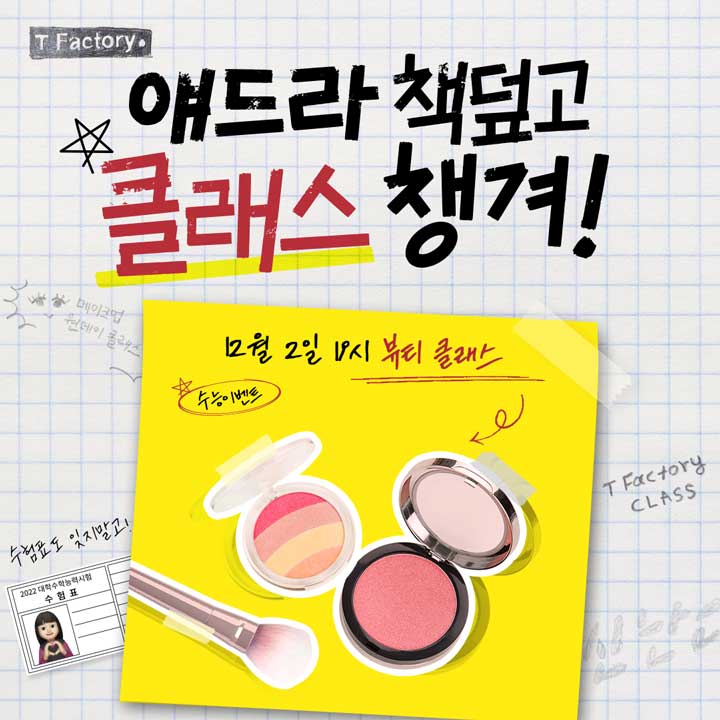 T Factory.
얘드라 책덮고
클래스 챙겨!
메이크업
원데이 클래스
12월 2일 19시 뷰티 클래스
수능이벤트
T Factory
CLASS
수험표도 잊지말고!
2022 대학수학능력시험
수 험 표